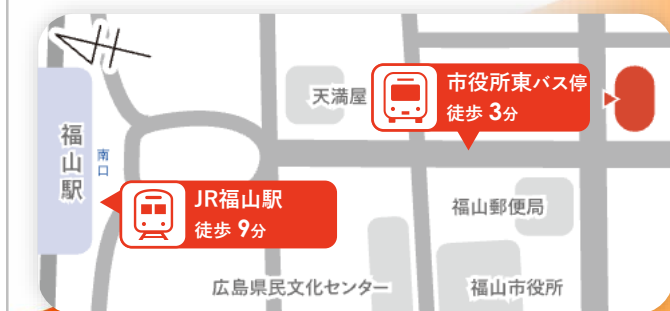 天満屋
市役所東バス停
徒歩 3分
福山駅
南口
JR福山駅
徒歩 9分
福山郵便局
広島県民文化センター
福山市役所